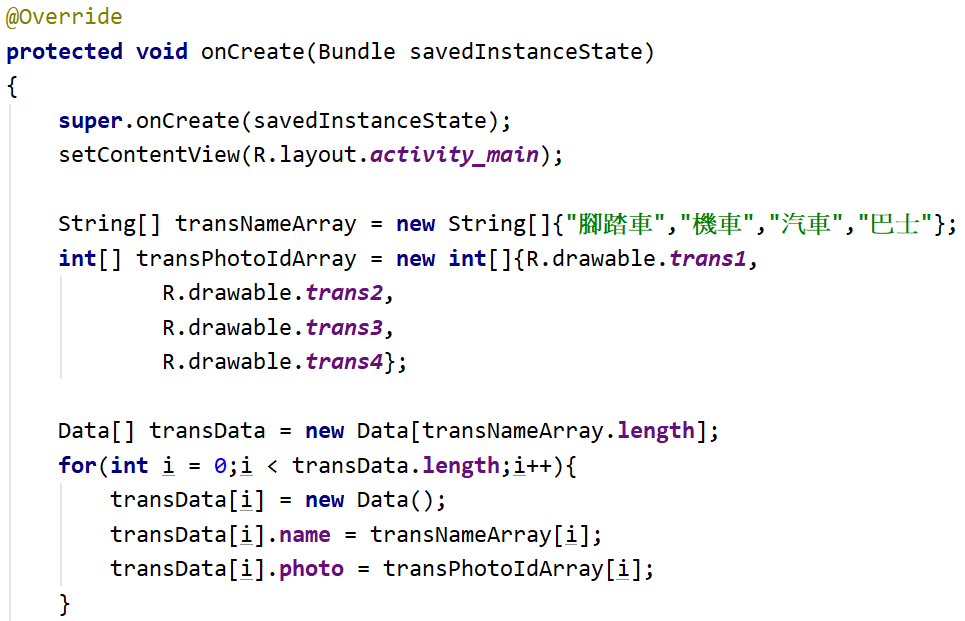 @Override
protected void onCreate(Bundle savedInstanceState)
{
super.onCreate(savedInstanceState);
setContentView(R.layout.activity_main);
String[] transNameArray = new String[]{"腳踏車","機車","汽車","巴士"};
int[] transPhotoIdArray = new int[]{R.drawable.trans1,
R.drawable.trans2,
R.drawable.trans3,
R.drawable.trans4};
Data[] transData = new Data[transNameArray.length];
for(int i = 0;i < transData.length;i++){
transData[i] = new Data();
transData[i].name = transNameArray[i];
transData[i].photo = transPhotoIdArray[i];
}